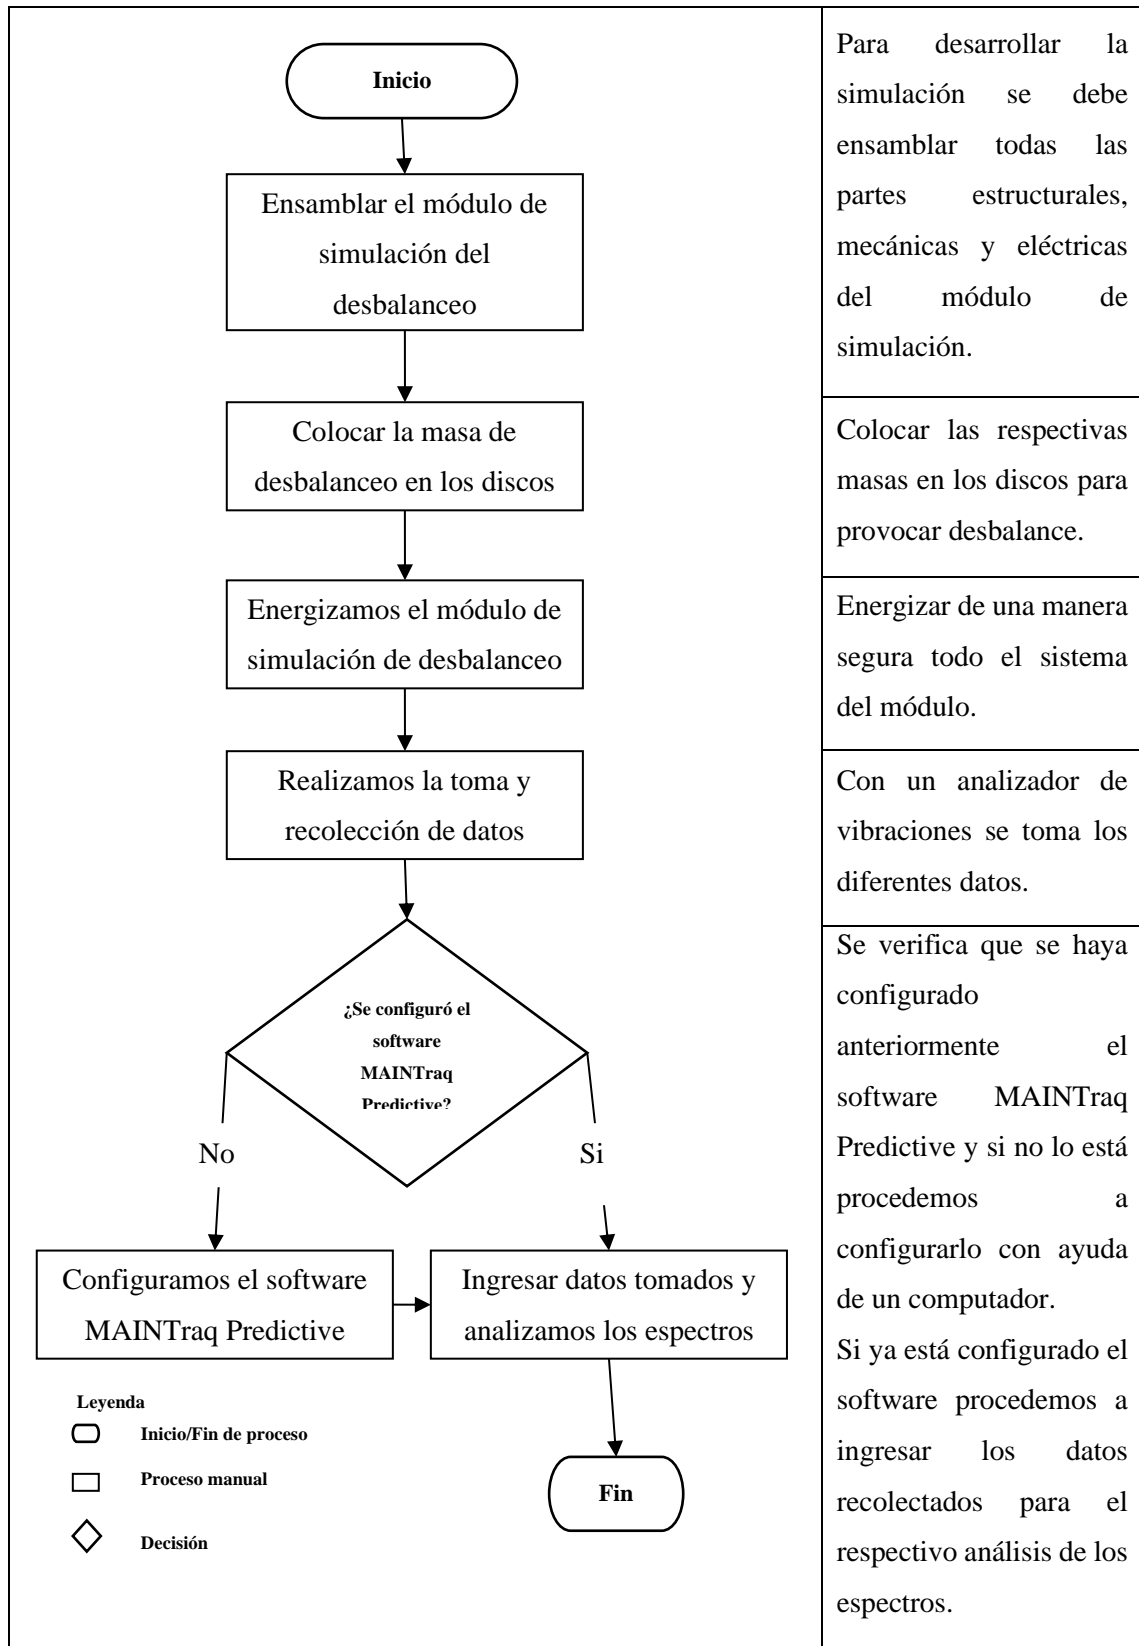 Inicio
Ensamblar el módulo de
simulación del
desbalanceo
Colocar la masa de
desbalanceo en los discos
Energizamos el módulo de
simulación de desbalanceo
Realizamos la toma y
recolección de datos
¿Se configuró el
software
MAINTraq
Predictive?
No
Si
Configuramos el software
MAINTraq Predictive
Ingresar datos tomados y
analizamos los espectros
Fin
Leyenda
Inicio/Fin de proceso
Proceso manual
Decisión
Para desarrollar la
simulación se debe
ensamblar todas las
partes estructurales,
mecánicas y eléctricas
del módulo de
simulación.
Colocar las respectivas
masas en los discos para
provocar desbalance.
Energizar de una manera
segura todo el sistema
del módulo.
Con un analizador de
vibraciones se toma los
diferentes datos.
Se verifica que se haya
configurado
anteriormente el
software MAINTraq
Predictive y si no lo está
procedemos a
configurarlo con ayuda
de un computador.
Si ya está configurado el
software procedemos a
ingresar los datos
recolectados para el
respectivo análisis de los
espectros.